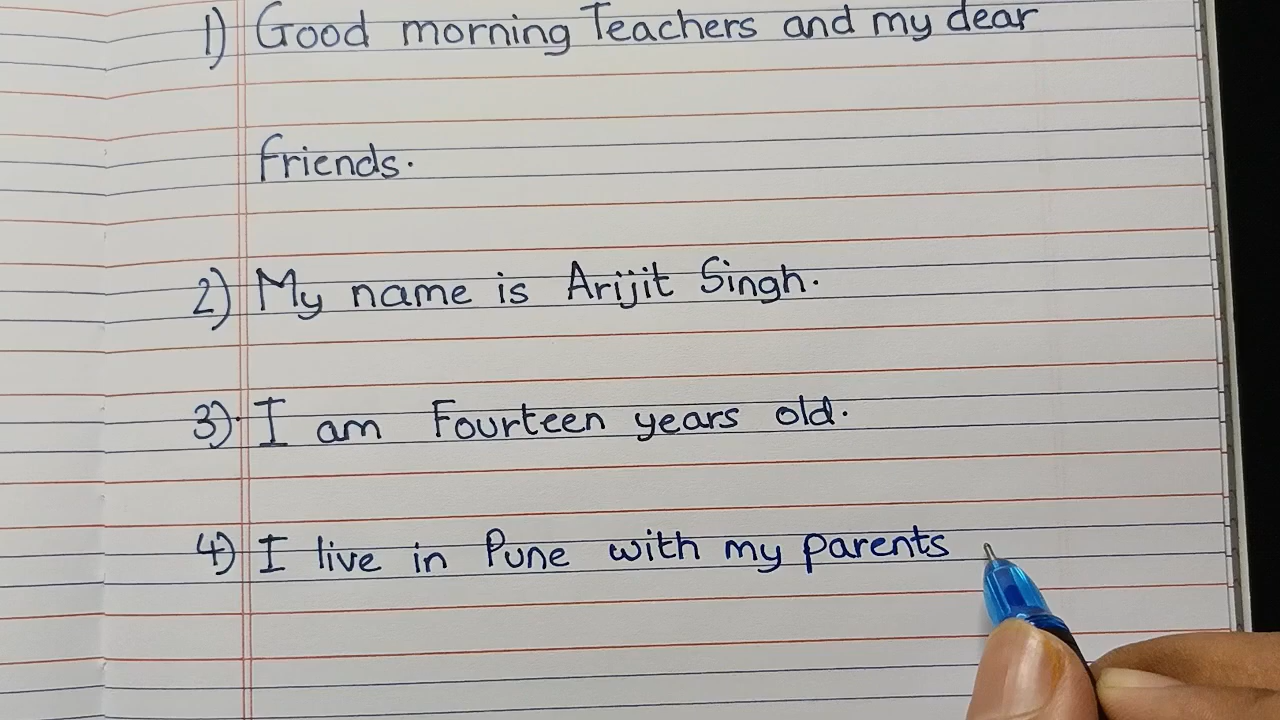 1) Good morning Teachers and my dear
friends.
2) My name is Arijit Singh.
3) I am Fourteen years old.
4) I live in Pune with my parents